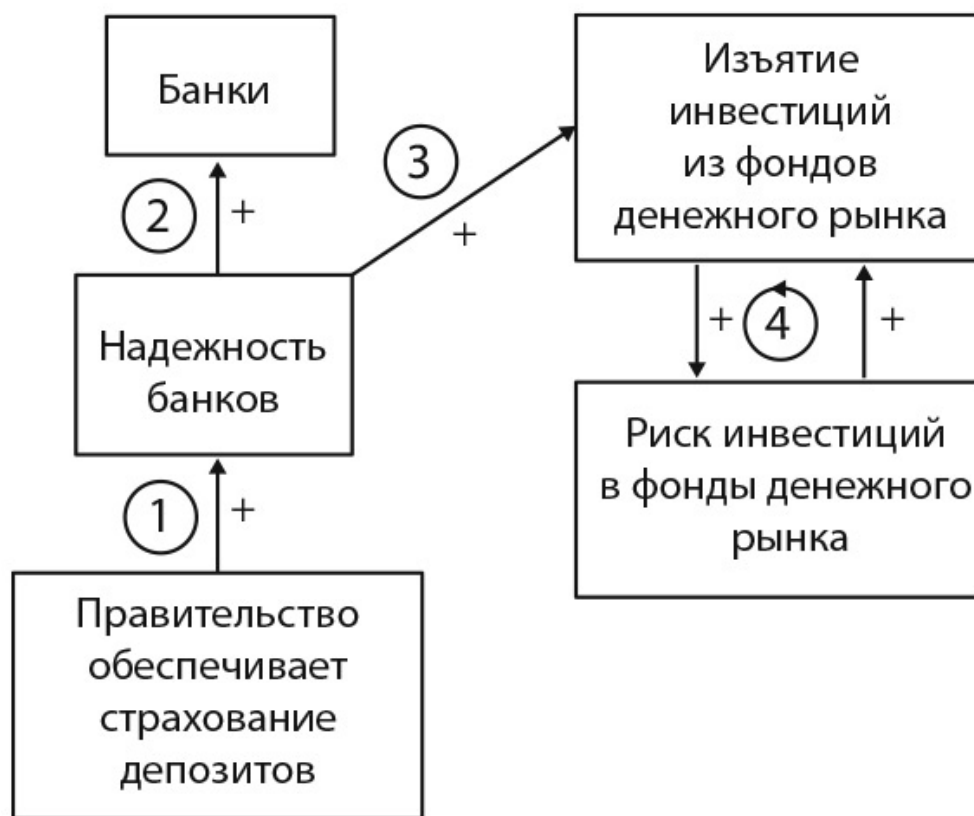 Банки
2
+
Надежность
банков
1
+
Правительство
обеспечивает
страхование
депозитов
3
+
Изъятие
инвестиций
из фондов
денежного рынка
+
4
+
Риск инвестиций
в фонды денежного
рынка